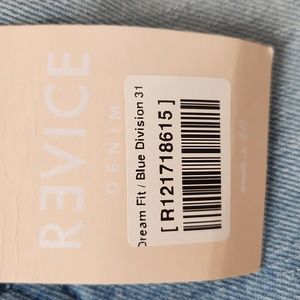 REVICE
DENIM
Dream Fit / Blue Division 31
[ R121718615 ]